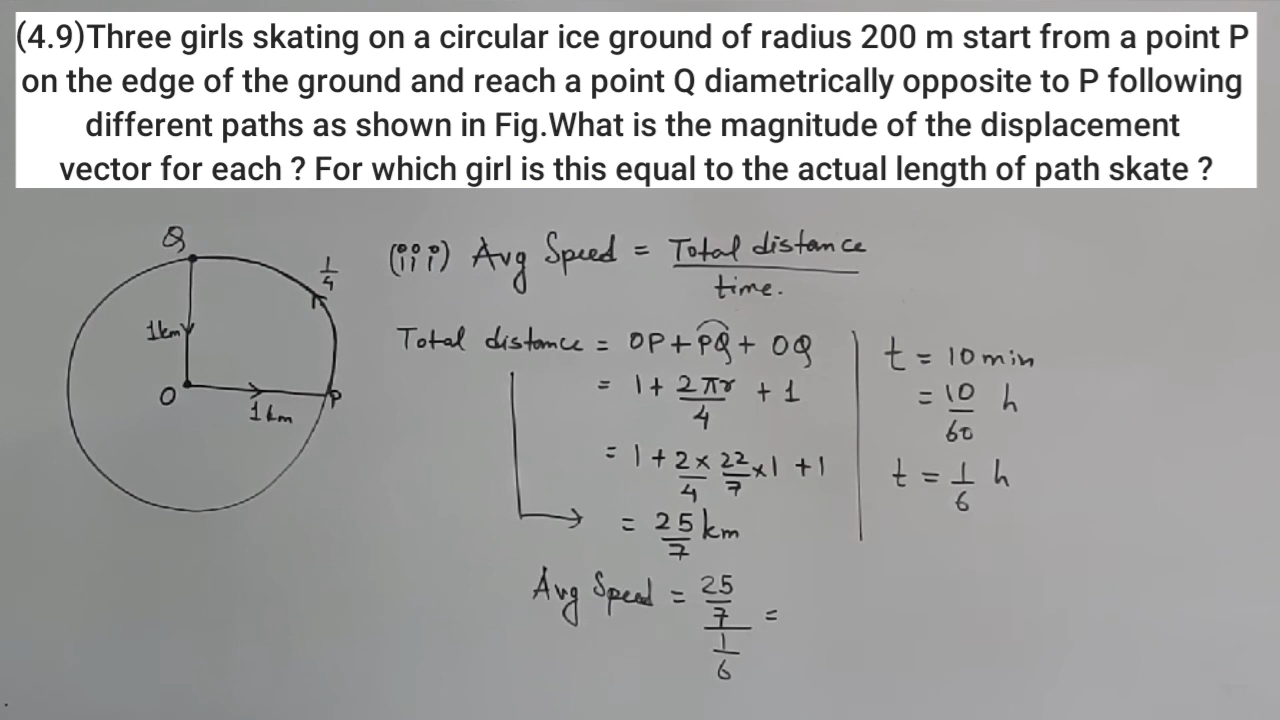 (4.9)Three girls skating on a circular ice ground of radius 200 m start from a point P
on the edge of the ground and reach a point Q diametrically opposite to P following
different paths as shown in Fig.What is the magnitude of the displacement
vector for each ? For which girl is this equal to the actual length of path skate ?
Q
1/4
1km
O
P
1km
(iii) Avg Speed = Total distance / time.
Total distance = OP + PQ + OQ
= 1 + 2πr/4 + 1
= 1 + 2/4 × 22/7 × 1 + 1
= 25/7 km
Avg Speed = 25/7 / 1/6 =
t = 10 min
= 10/60 h
t = 1/6 h